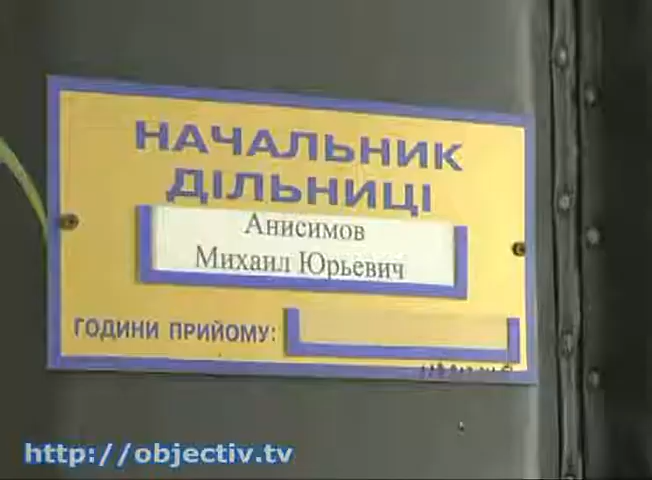 НАЧАЛЬНИК
ДІЛЬНИЦІ
Анисимов
Михаил Юрьевич
ГОДИНИ ПРИЙОМУ:
http://objectiv.tv